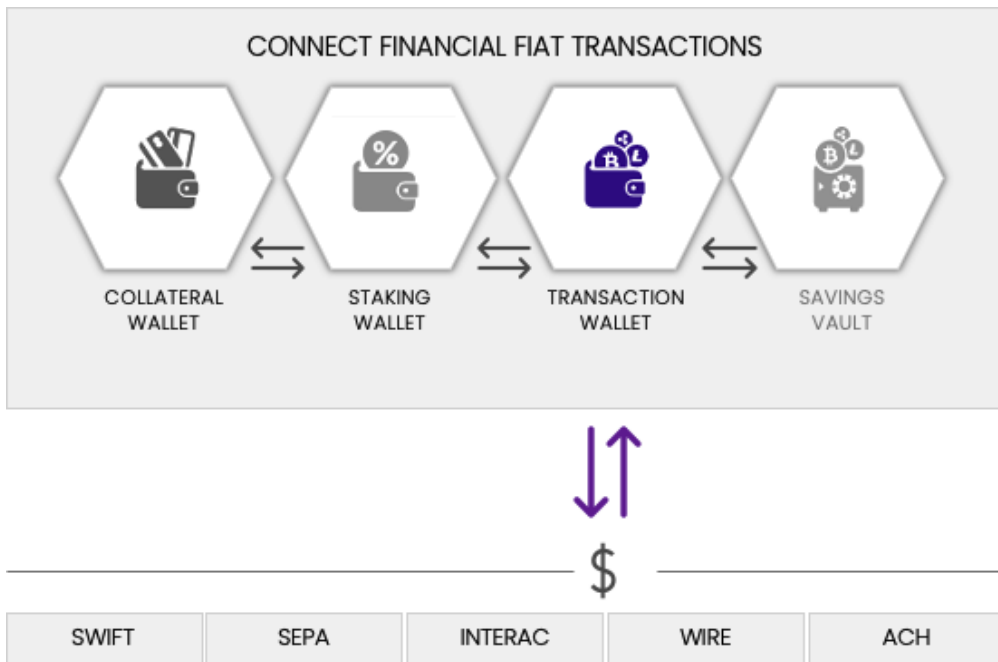 CONNECT FINANCIAL FIAT TRANSACTIONS
%
B
L
B
L
COLLATERAL
WALLET
STAKING
WALLET
TRANSACTION
WALLET
SAVINGS
VAULT
$
SWIFT
SEPA
INTERAC
WIRE
ACH